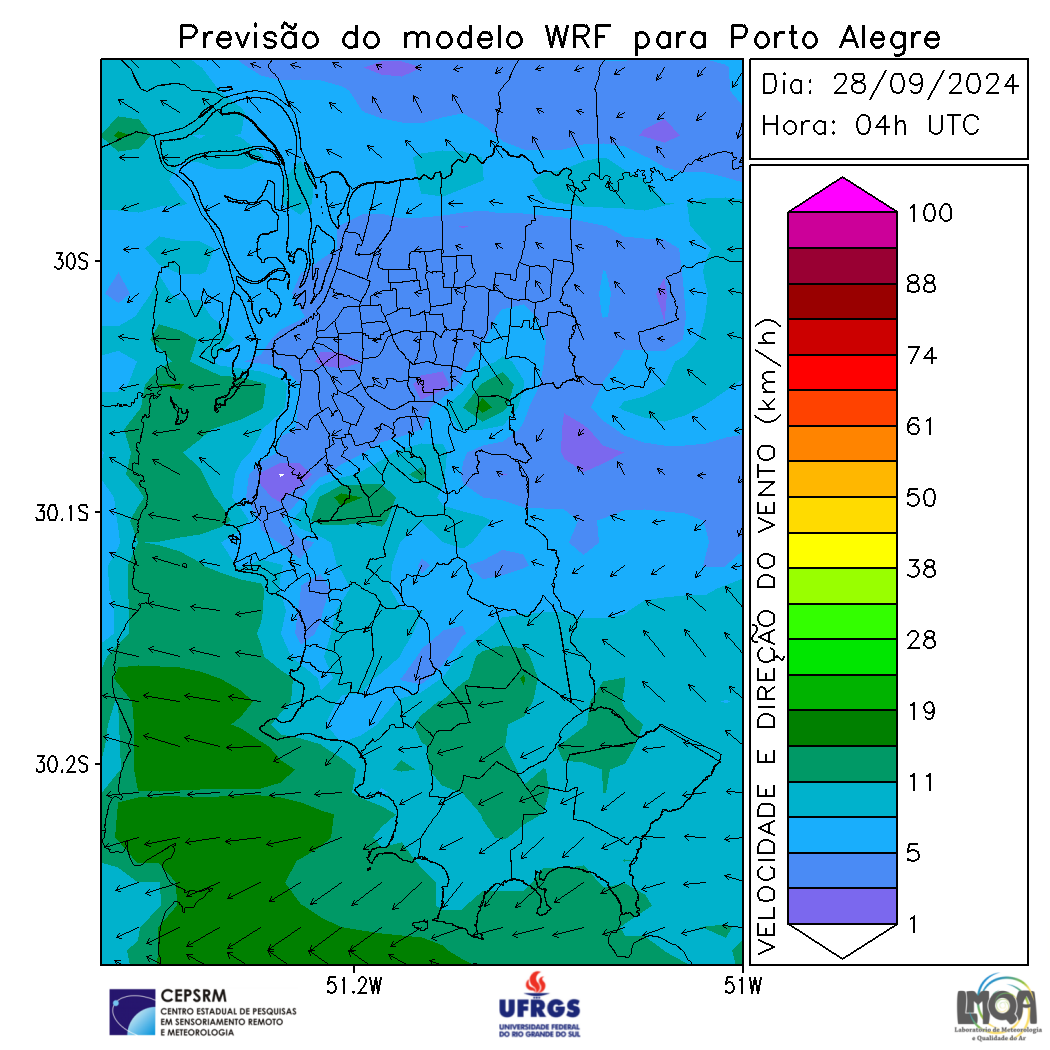 Previsão do modelo WRF para Porto Alegre
Dia: 28/09/2024
Hora: 04h UTC
30S
30.1S
30.2S
51.2W
51W
VELOCIDADE E DIREÇÃO DO VENTO (km/h)
100
88
74
61
50
38
28
19
11
5
1
CEPSRM
CENTRO ESTADUAL DE PESQUISAS
EM SENSORIAMENTO REMOTO
E METEOROLOGIA
UFRGS
UNIVERSIDADE FEDERAL
DO RIO GRANDE DO SUL
LMQA
Laboratório de Meteorologia
e Qualidade do Ar